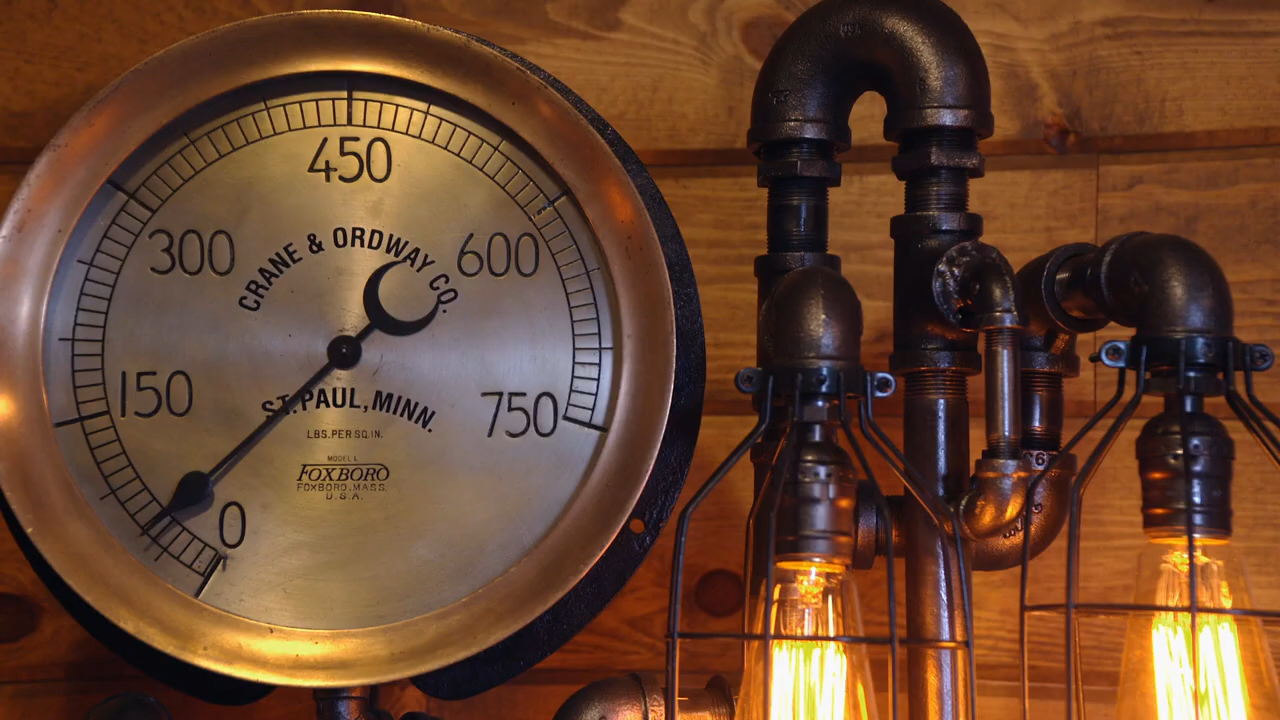 450
300
600
CRANE & ORDWAY CO.
150
750
ST. PAUL, MINN.
LBS. PER SQ. IN.
MODEL L
FOXBORO
FOXBORO, MASS.
U.S.A.
0